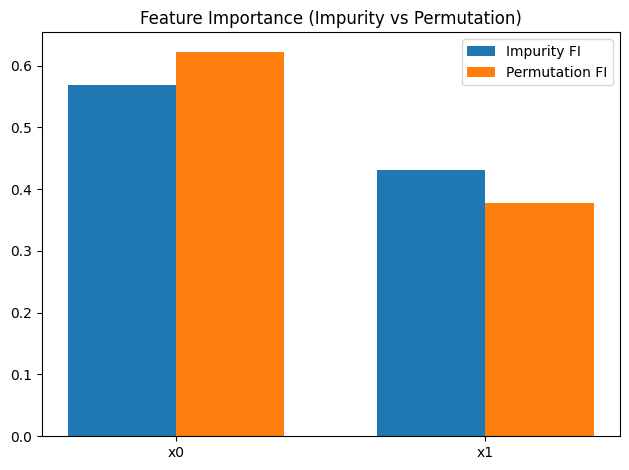 Feature Importance (Impurity vs Permutation)
Impurity FI
Permutation FI
0.6
0.5
0.4
0.3
0.2
0.1
0.0
x0 x1